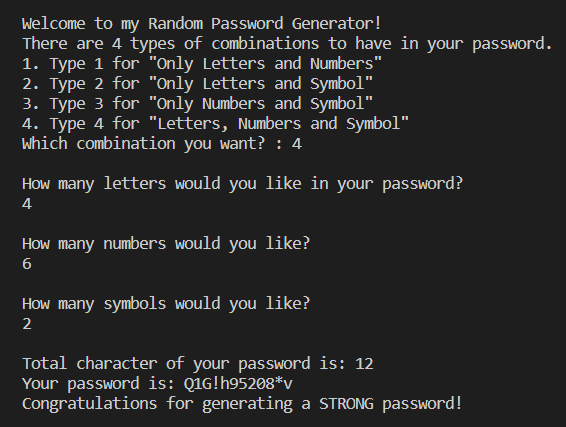 Welcome to my Random Password Generator!
There are 4 types of combinations to have in your password.
1. Type 1 for "Only Letters and Numbers"
2. Type 2 for "Only Letters and Symbol"
3. Type 3 for "Only Numbers and Symbol"
4. Type 4 for "Letters, Numbers and Symbol"
Which combination you want? : 4
How many letters would you like in your password?
4
How many numbers would you like?
6
How many symbols would you like?
2
Total character of your password is: 12
Your password is: Q1G!h95208*v
Congratulations for generating a STRONG password!